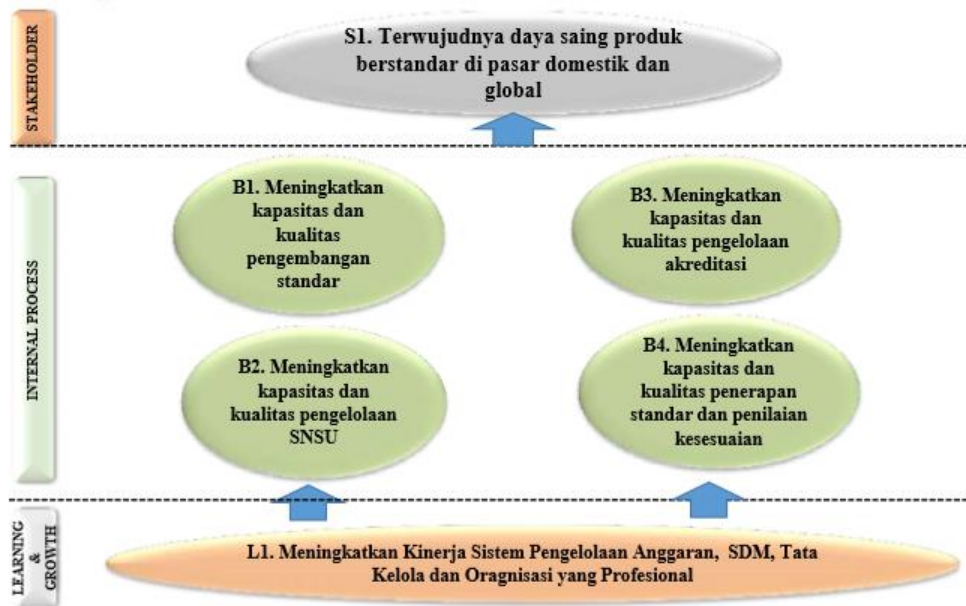 STAKEHOLDER
S1. Terwujudnya daya saing produk
berstandar di pasar domestik dan
global
INTERNAL PROCESS
B1. Meningkatkan
kapasitas dan
kualitas
pengembangan
standar
B3. Meningkatkan
kapasitas dan
kualitas pengelolaan
akreditasi
B2. Meningkatkan
kapasitas dan
kualitas pengelolaan
SNSU
B4. Meningkatkan
kapasitas dan
kualitas penerapan
standar dan penilaian
kesesuaian
LEARNING
&
GROWTH
L1. Meningkatkan Kinerja Sistem Pengelolaan Anggaran, SDM, Tata
Kelola dan Oragnisasi yang Profesional